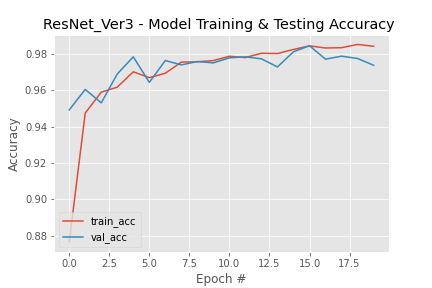 ResNet_Ver3 - Model Training & Testing Accuracy
0.98
0.96
0.94
0.92
0.90
0.88
Accuracy
train_acc
val_acc
0.0 2.5 5.0 7.5 10.0 12.5 15.0 17.5
Epoch #